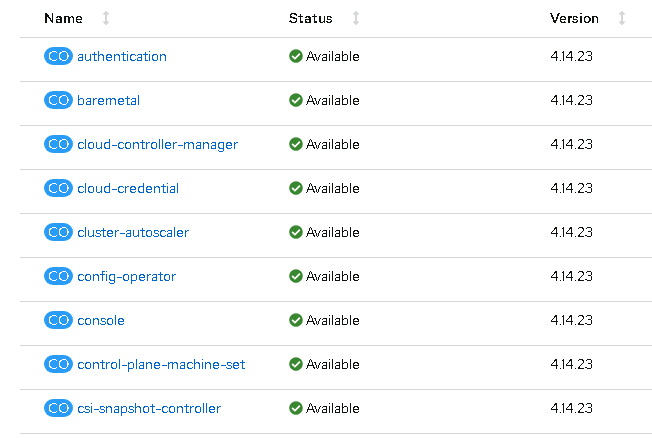 Name Status Version
CO authentication Available 4.14.23
CO baremetal Available 4.14.23
CO cloud-controller-manager Available 4.14.23
CO cloud-credential Available 4.14.23
CO cluster-autoscaler Available 4.14.23
CO config-operator Available 4.14.23
CO console Available 4.14.23
CO control-plane-machine-set Available 4.14.23
CO csi-snapshot-controller Available 4.14.23